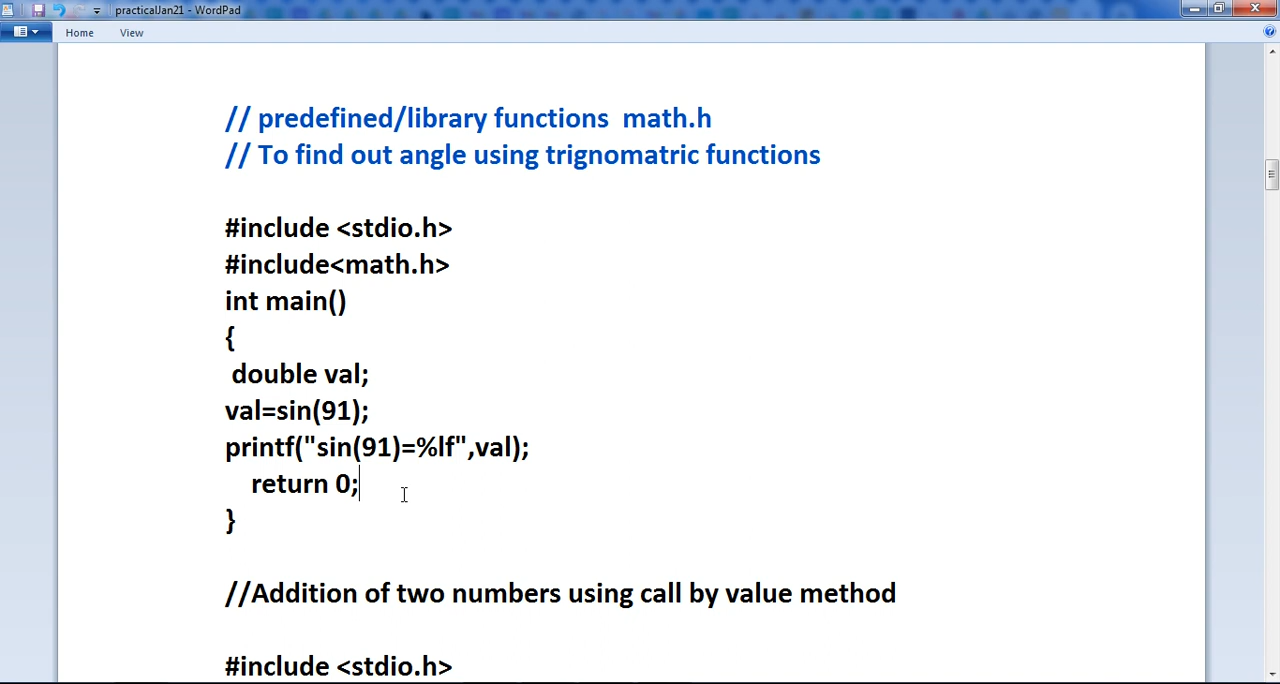 practicalJan21 - WordPad
Home View
// predefined/library functions  math.h
// To find out angle using trignomatric functions
#include <stdio.h>
#include<math.h>
int main()
{
 double val;
val=sin(91);
printf("sin(91)=%lf",val);
    return 0;
}
//Addition of two numbers using call by value method
#include <stdio.h>